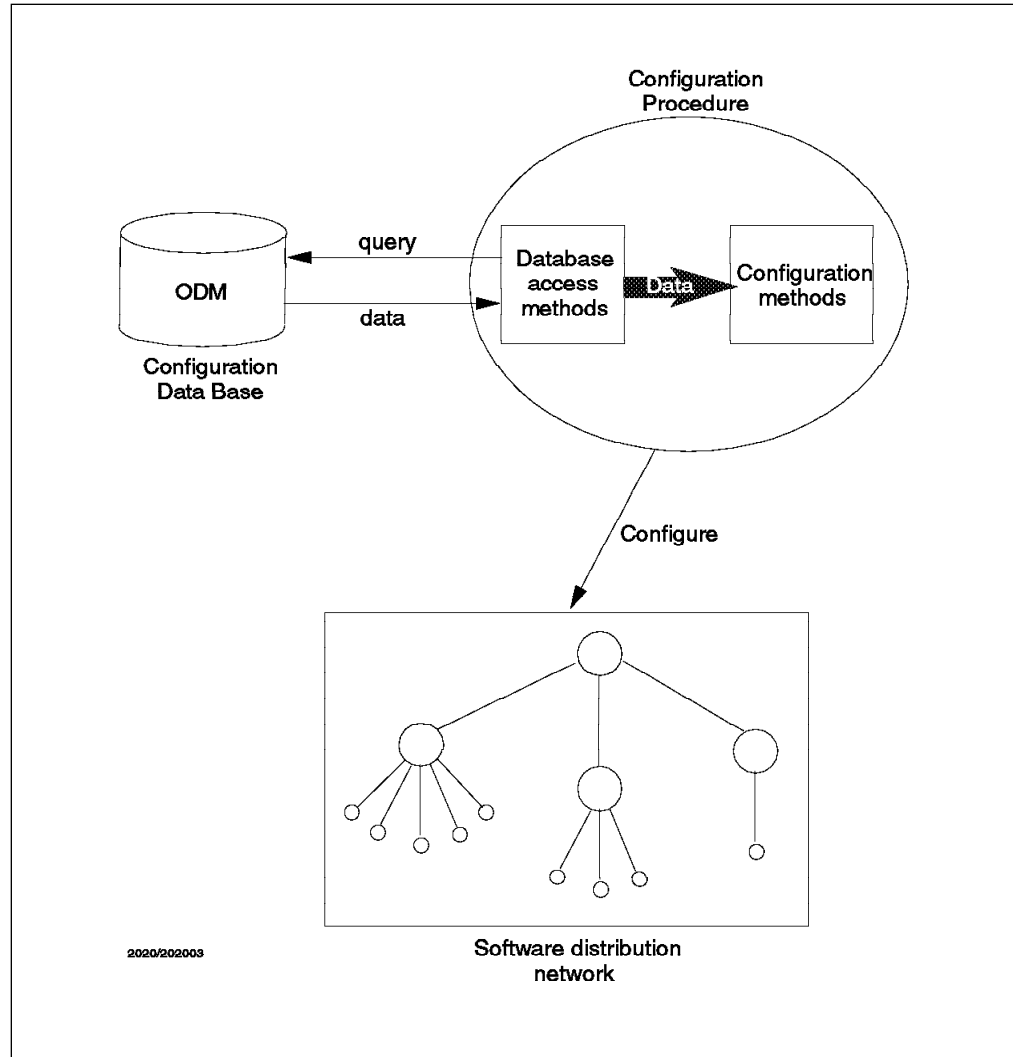 Configuration
Procedure
query
Database
access
methods
Data
Configuration
methods
ODM
data
Configuration
Data Base
Configure
2020/202003
Software distribution
network